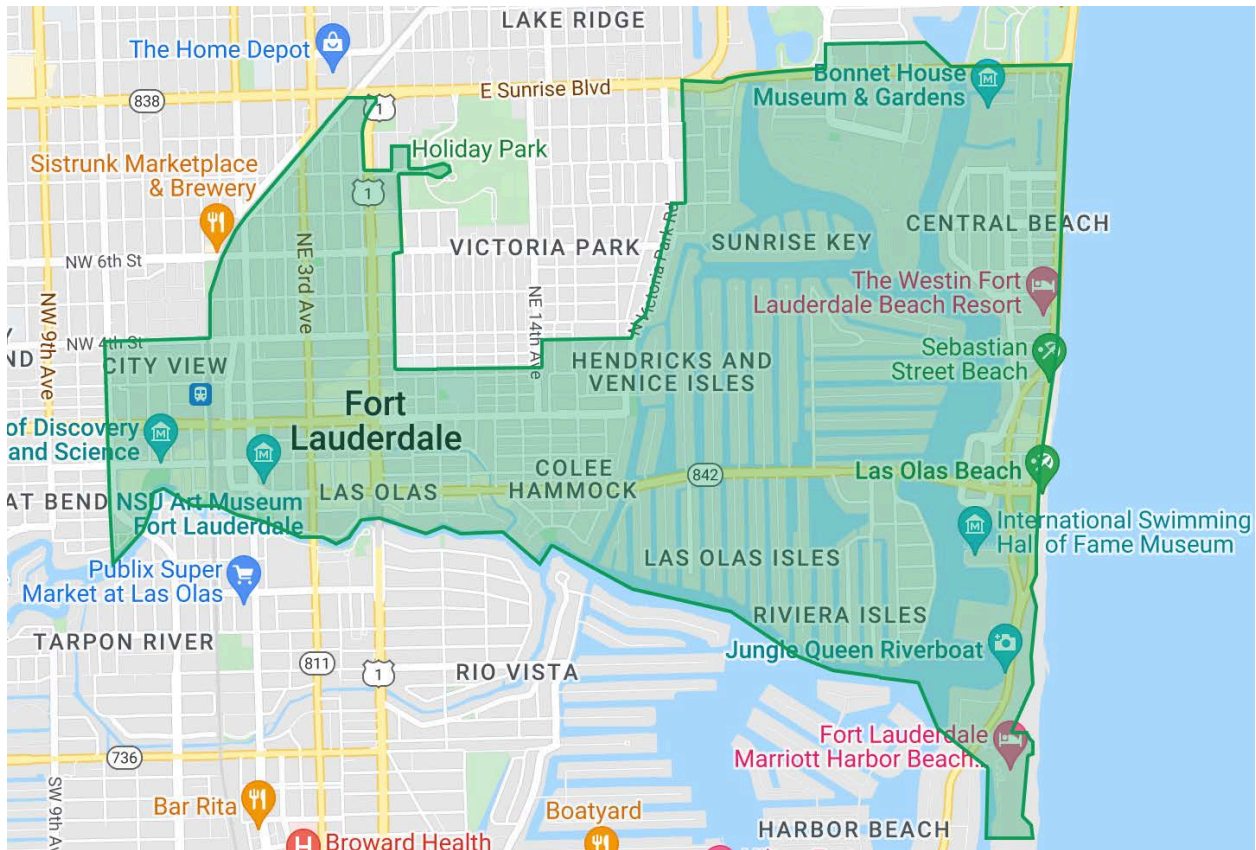 LAKE RIDGE
The Home Depot
838
E Sunrise Blvd
1
Bonnet House
Museum & Gardens
Holiday Park
Sistrunk Marketplace
& Brewery
1
NE 3rd Ave
VICTORIA PARK
N Victoria Park Rd
SUNRISE KEY
CENTRAL BEACH
NW 6th St
The Westin Fort
Lauderdale Beach Resort
NW 9th Ave
NE 14th Ave
NW 4th St
CITY VIEW
ND
HENDRICKS AND
VENICE ISLES
Sebastian
Street Beach
Fort
Lauderdale
of Discovery
and Science
COLEE
HAMMOCK
842
Las Olas Beach
AT BEND
NSU Art Museum
Fort Lauderdale
LAS OLAS
International Swimming
Hall of Fame Museum
LAS OLAS ISLES
Publix Super
Market at Las Olas
RIVIERA ISLES
TARPON RIVER
Jungle Queen Riverboat
811
1
RIO VISTA
Fort Lauderdale
Marriott Harbor Beach...
736
SW 9th Av
Bar Rita
Boatyard
HARBOR BEACH
Broward Health